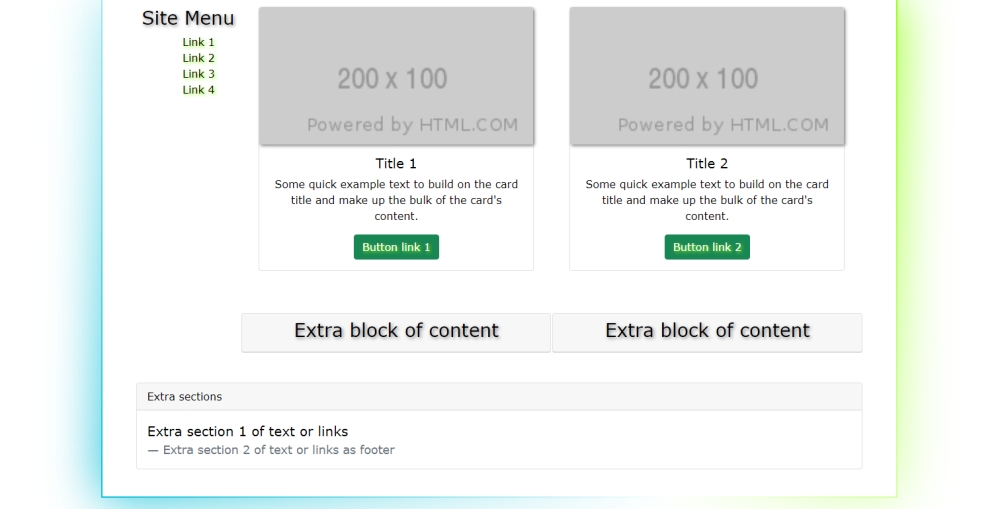 Site Menu
Link 1
Link 2
Link 3
Link 4
200 x 100
Powered by HTML.COM
Title 1
Some quick example text to build on the card
title and make up the bulk of the card's
content.
Button link 1
200 x 100
Powered by HTML.COM
Title 2
Some quick example text to build on the card
title and make up the bulk of the card's
content.
Button link 2
Extra block of content
Extra block of content
Extra sections
Extra section 1 of text or links
— Extra section 2 of text or links as footer